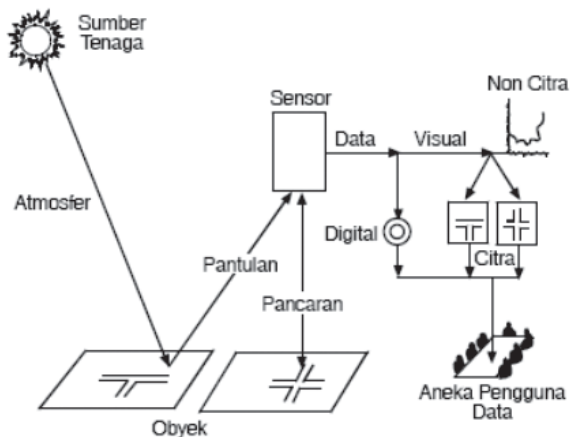 Sumber
Tenaga
Non Citra
Sensor
Data
Visual
Atmosfer
Digital
Citra
Pantulan
Pancaran
Aneka Pengguna
Data
Obyek